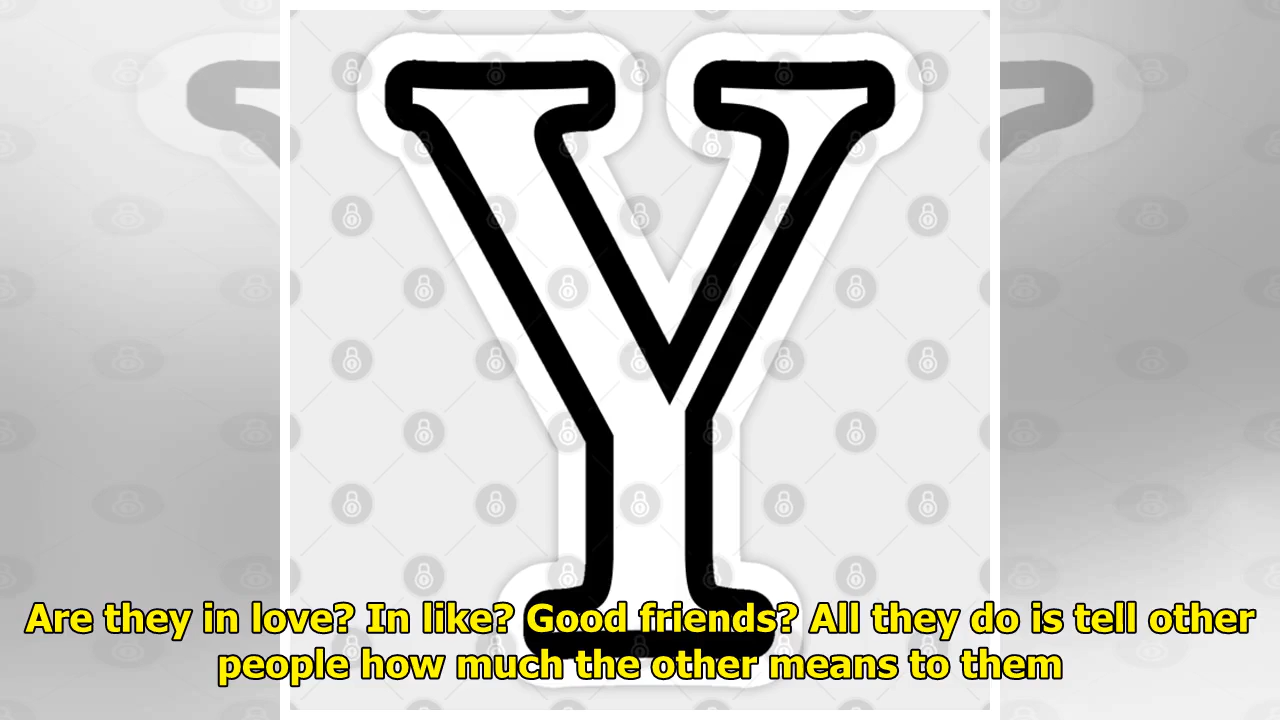 Y
Are they in love? In like? Good friends? All they do is tell other
people how much the other means to them